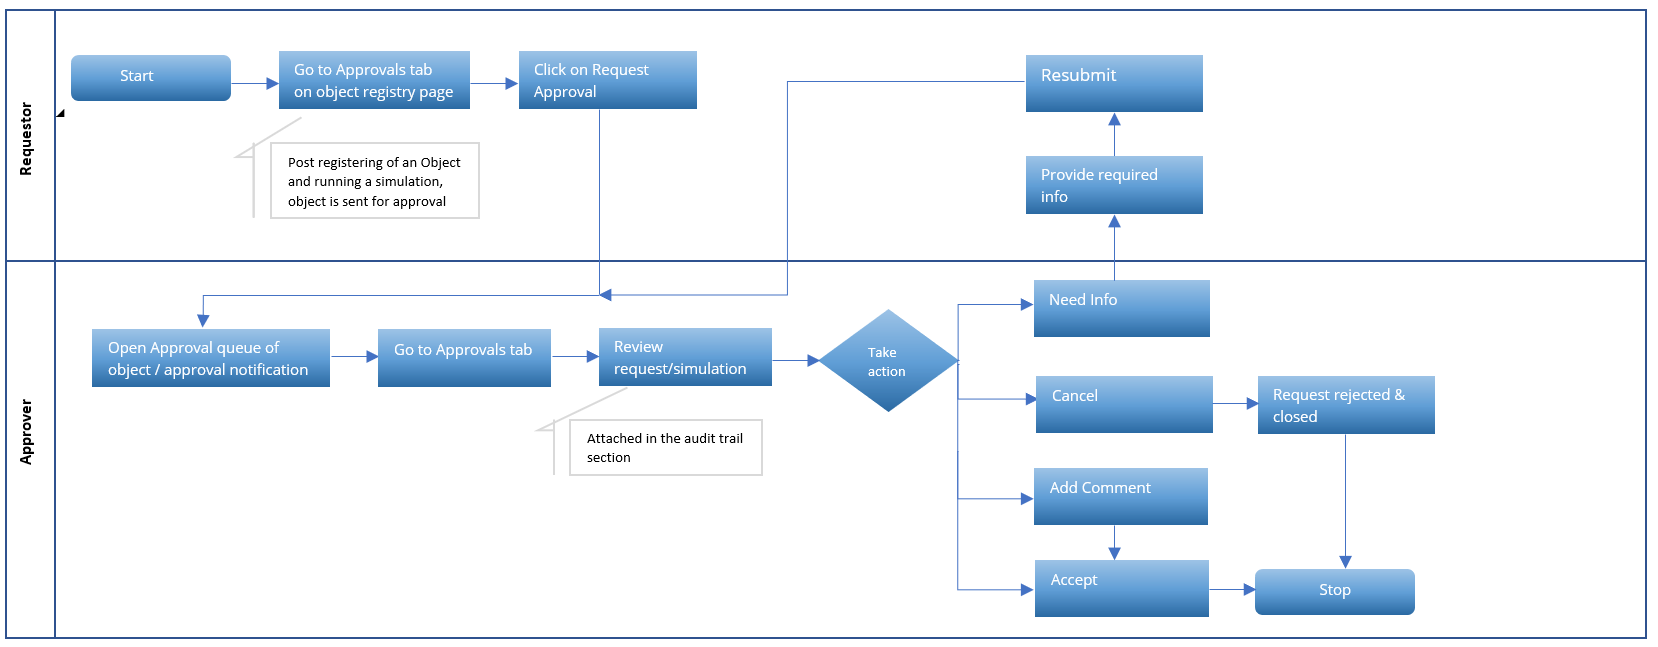 Requestor
Start
Go to Approvals tab
on object registry page
Click on Request
Approval
Post registering of an Object
and running a simulation,
object is sent for approval
Resubmit
Provide required
info
Approver
Open Approval queue of
object / approval notification
Go to Approvals tab
Review
request/simulation
Attached in the audit trail
section
Take
action
Need Info
Cancel
Request rejected &
closed
Add Comment
Accept
Stop